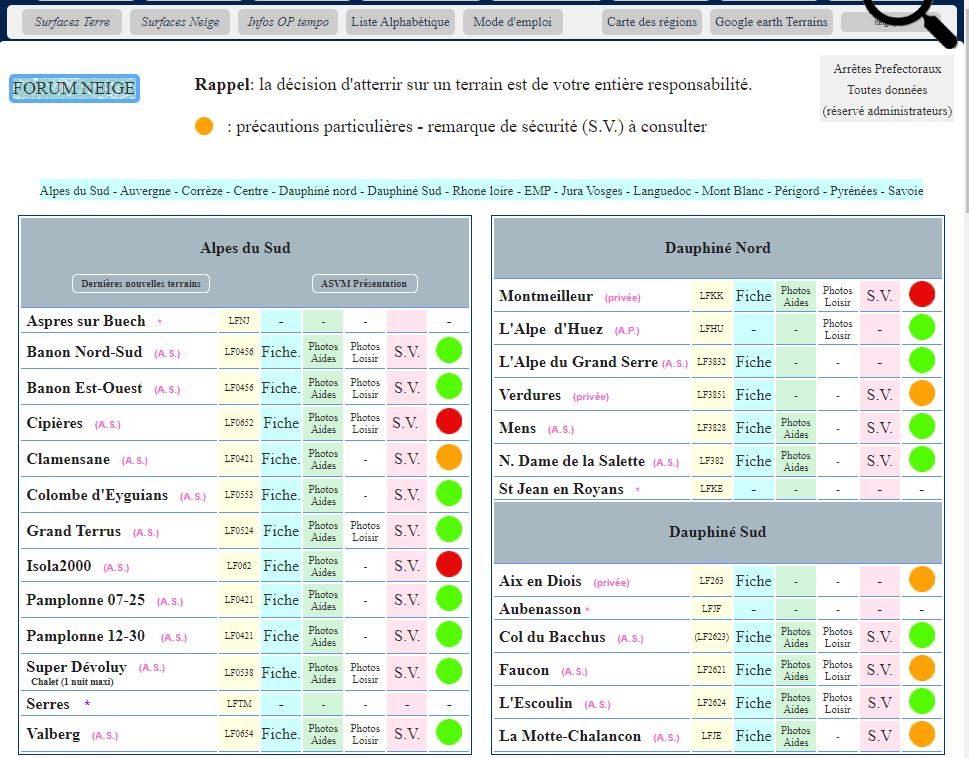 Surfaces Terre Surfaces Neige Infos OP tempo Liste Alphabétique Mode d'emploi Carte des régions Google earth Terrains
FORUM NEIGE
Rappel: la décision d'atterrir sur un terrain est de votre entière responsabilité.
: précautions particulières - remarque de sécurité (S.V.) à consulter
Arrêtes Prefectoraux
Toutes données
(réservé administrateurs)
Alpes du Sud - Auvergne - Corrèze - Centre - Dauphiné nord - Dauphiné Sud - Rhone loire - EMP - Jura Vosges - Languedoc - Mont Blanc - Périgord - Pyrénées - Savoie
Alpes du Sud
Dernières nouvelles terrains ASVM Présentation
Aspres sur Buech * LFNJ - - - -
Banon Nord-Sud (A.S.) LF0456 Fiche. Photos Aides Photos Loisir S.V.
Banon Est-Ouest (A.S.) LF0456 Fiche. Photos Aides Photos Loisir S.V.
Cipières (A.S.) LF0652 Fiche Photos Aides Photos Loisir S.V.
Clamensane (A.S.) LF0421 Fiche. Photos Aides - S.V.
Colombe d'Eyguians (A.S.) LF0553 Fiche. Photos Aides - S.V.
Grand Terrus (A.S.) LF0524 Fiche Photos Aides Photos Loisir S.V.
Isola2000 (A.S.) LF062 Fiche Photos Aides - S.V.
Pamplonne 07-25 (A.S.) LF0421 Fiche Photos Aides - S.V.
Pamplonne 12-30 (A.S.) LF0421 Fiche Photos Aides - S.V.
Super Dévoluy (A.S.) LF0538 Fiche Photos Aides Photos Loisir S.V.
Chalet (1 nuit maxi)
Serres * LFTM - - - - -
Valberg (A.S.) LF0654 Fiche. Photos Aides Photos Loisir S.V.
Dauphiné Nord
Montmeilleur (privée) LFKK Fiche Photos Aides Photos Loisir S.V.
L'Alpe d'Huez (A.P.) LFHU - - Photos Loisir -
L'Alpe du Grand Serre (A.S.) LF3832 Fiche - - -
Verdures (privée) LF3851 Fiche - - S.V.
Mens (A.S.) LF3828 Fiche Photos Aides - S.V.
N. Dame de la Salette (A.S.) LF382 Fiche Photos Aides - S.V.
St Jean en Royans * LFKE - - - - -
Dauphiné Sud
Aix en Diois (privée) LF263 Fiche - - -
Aubenasson * LFJF - - - - -
Col du Bacchus (A.S.) (LF2623) Fiche Photos Aides Photos Loisir S.V.
Faucon (A.S.) LF2621 Fiche Photos Aides Photos Loisir S.V.
L'Escoulin (A.S.) LF2624 Fiche Photos Aides Photos Loisir S.V
La Motte-Chalancon (A.S.) LFJE Fiche Photos Aides - S.V